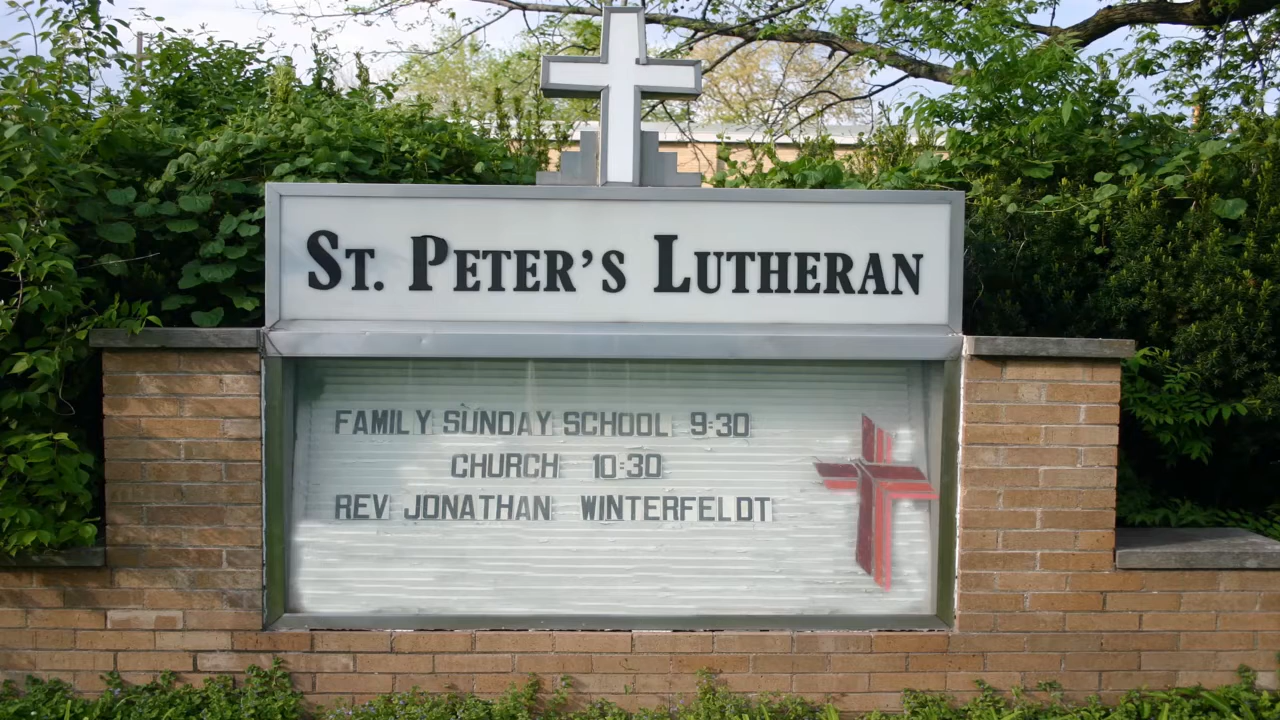 St. Peter's Lutheran
FAMILY SUNDAY SCHOOL 9:30
CHURCH 10:30
REV JONATHAN WINTERFELDT